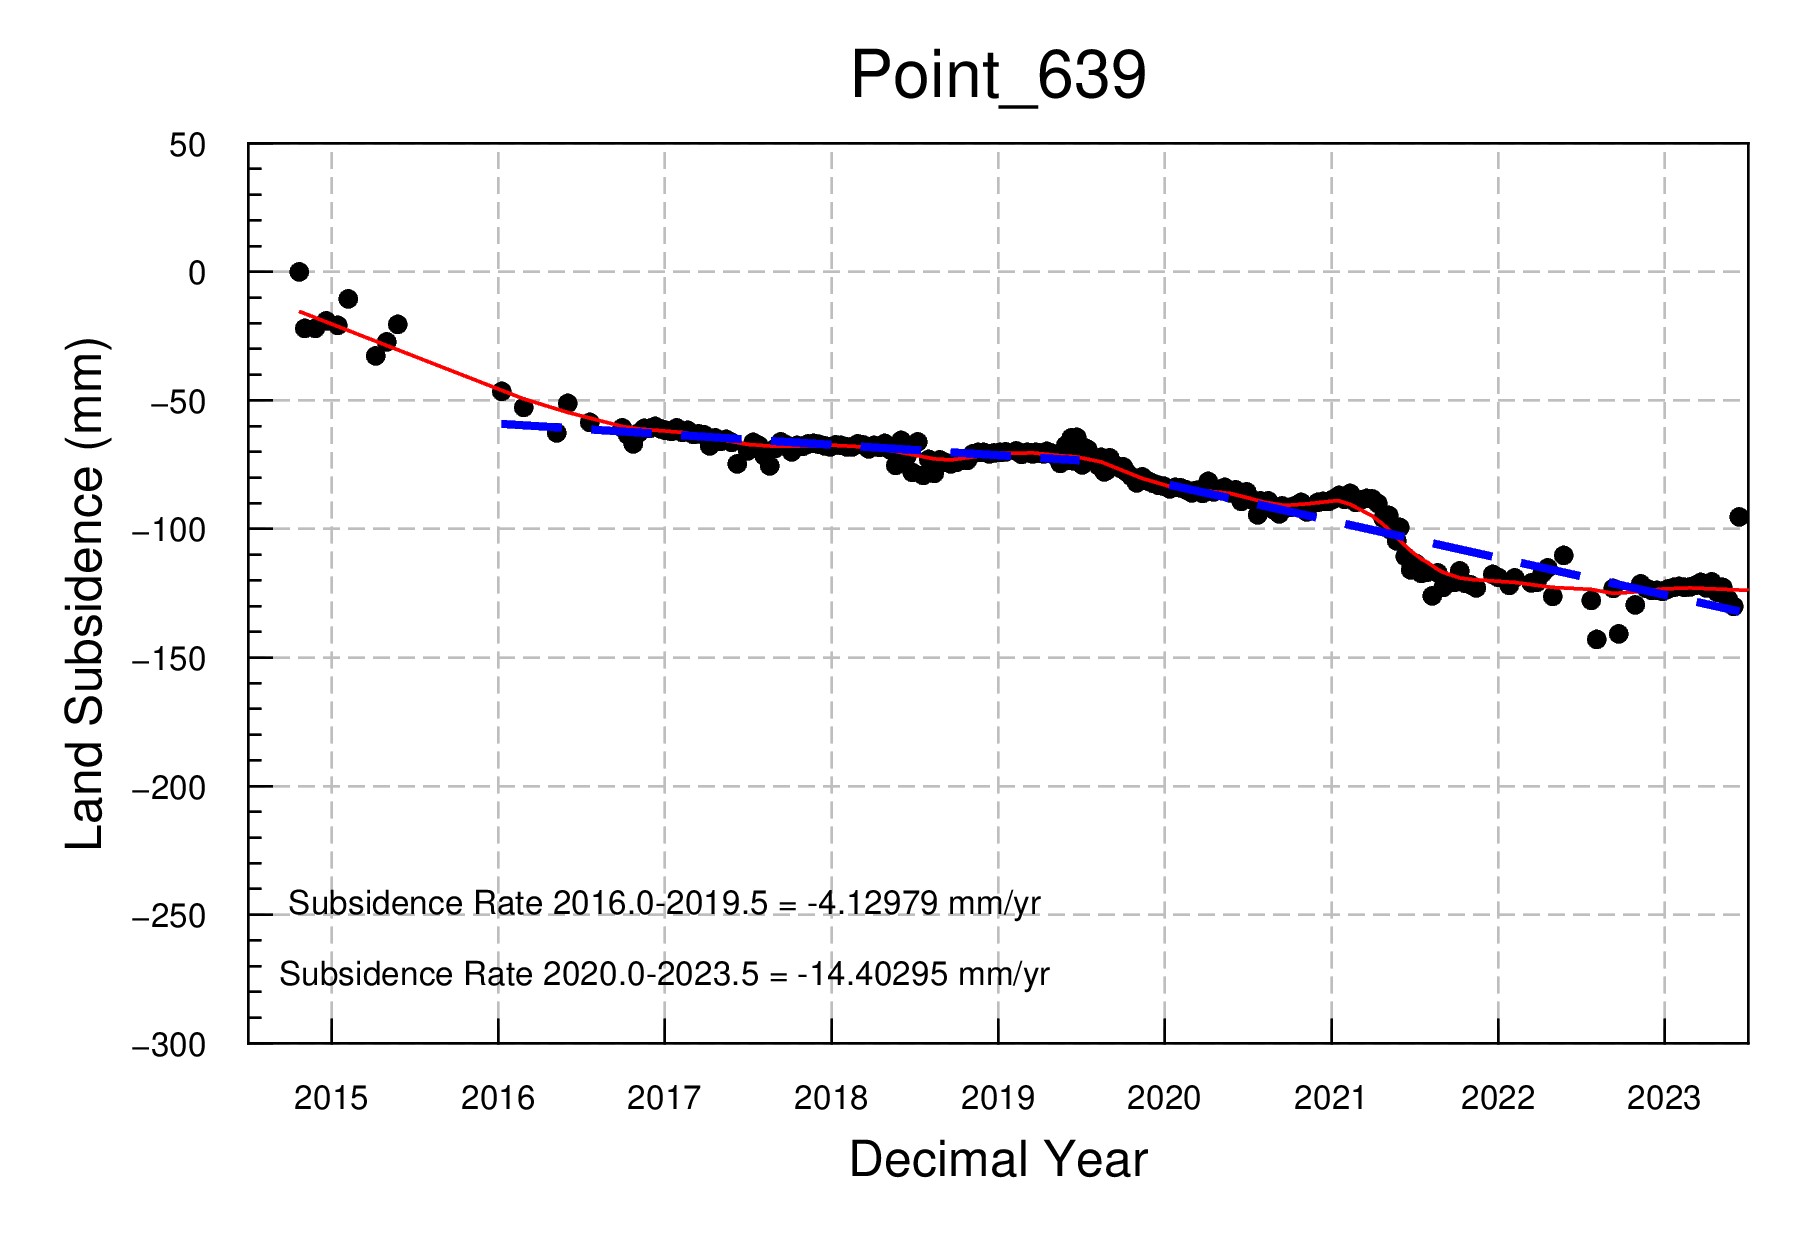 Point_639
50
0
−50
−100
−150
−200
−250
−300
Land Subsidence (mm)
Subsidence Rate 2016.0-2019.5 = -4.12979 mm/yr
Subsidence Rate 2020.0-2023.5 = -14.40295 mm/yr
2015 2016 2017 2018 2019 2020 2021 2022 2023
Decimal Year